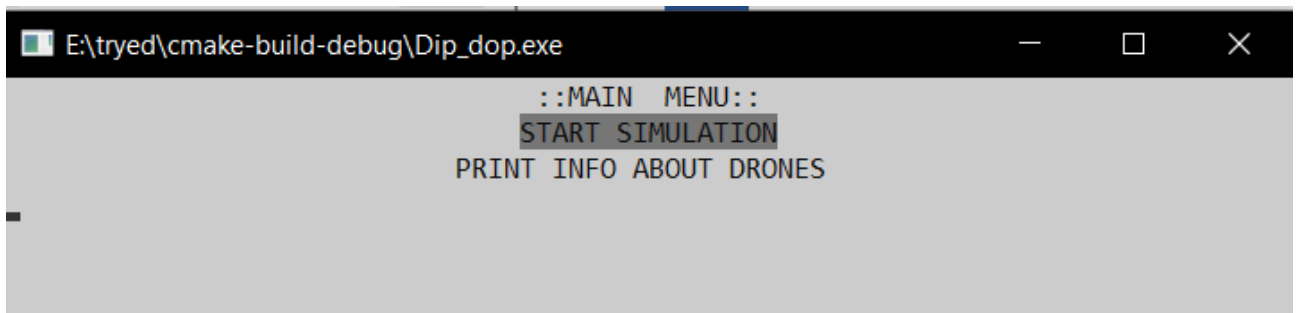 E:\tryed\cmake-build-debug\Dip_dop.exe
::MAIN  MENU::
START SIMULATION
PRINT INFO ABOUT DRONES